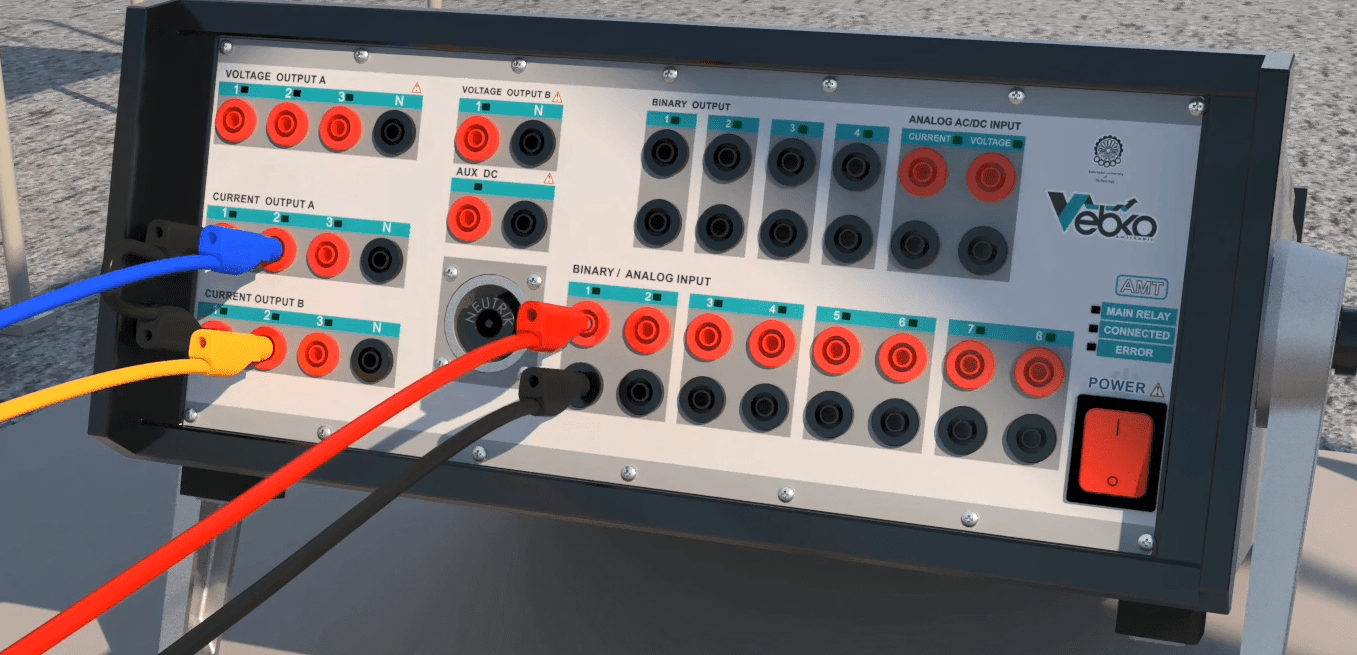 VOLTAGE OUTPUT A
1 2 3 N
VOLTAGE OUTPUT B
1 N
BINARY OUTPUT
1 2 3 4
ANALOG AC/DC INPUT
CURRENT VOLTAGE
AUX DC
CURRENT OUTPUT A
1 2 3 N
CURRENT OUTPUT B
1 2 3 N
NEUTRIK
BINARY / ANALOG INPUT
1 2 3 4 5 6 7 8
Vebko
AMT
MAIN RELAY
CONNECTED
ERROR
POWER